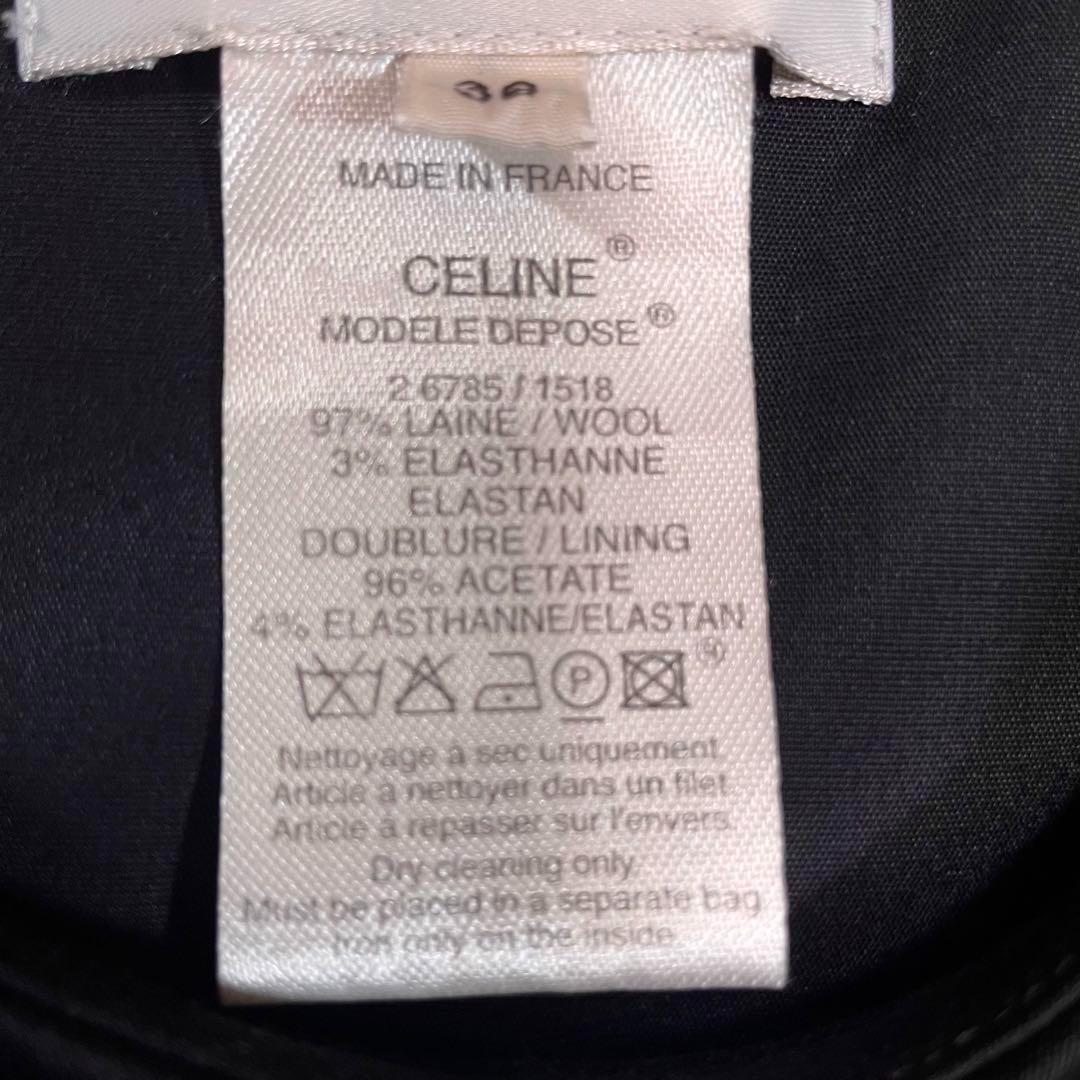 MADE IN FRANCE
CELINE®
MODELE DEPOSE®
2 6785 / 1518
97% LAINE / WOOL
3% ELASTHANNE
ELASTAN
DOUBLURE / LINING
96% ACETATE
4% ELASTHANNE/ELASTAN
P ®
Nettoyage à sec uniquement.
Article à nettoyer dans un filet.
Article à repasser sur l'envers.
Dry cleaning only.
Must be placed in a separate bag
Iron only on the inside.